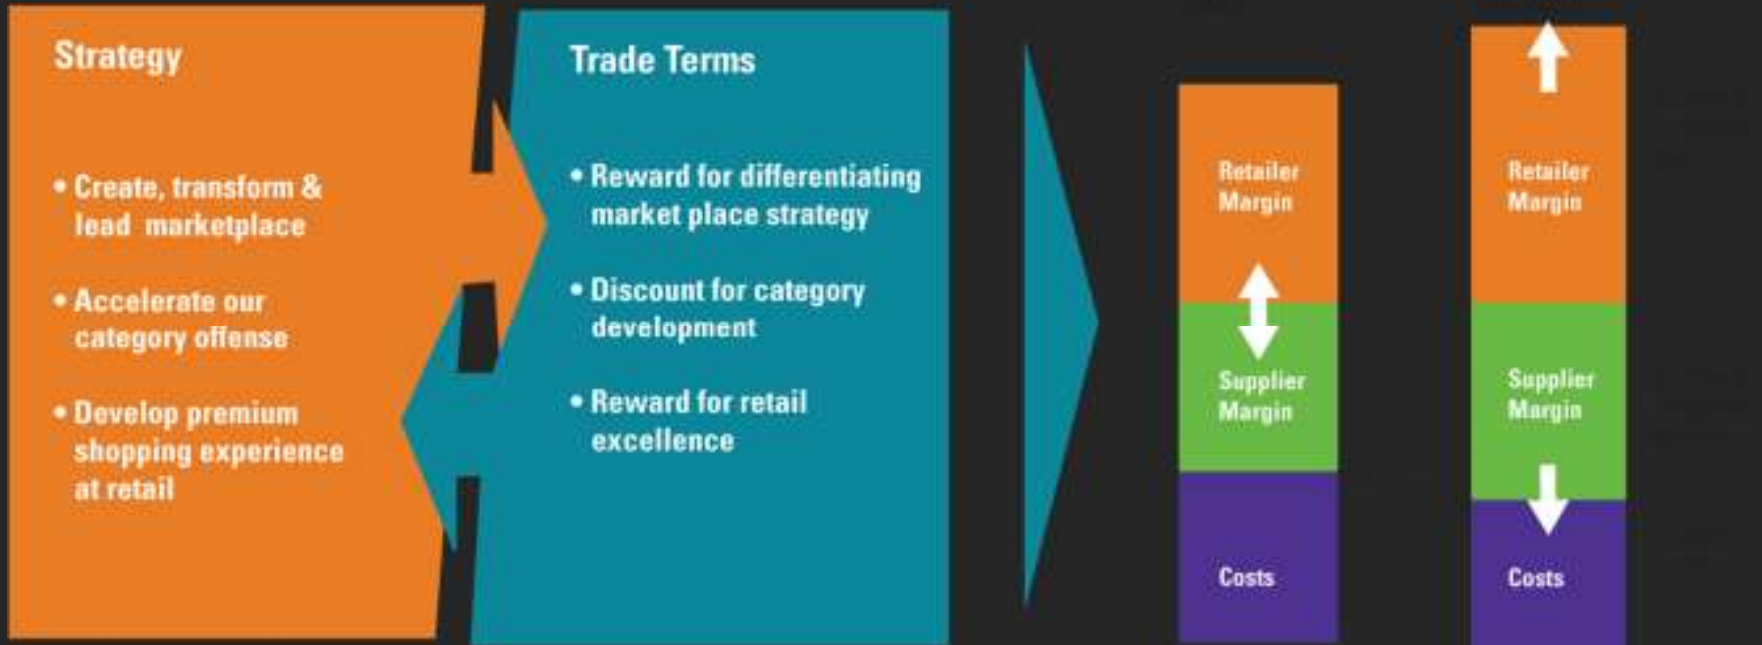 Strategy
• Create, transform &
lead marketplace
• Accelerate our
category offense
• Develop premium
shopping experience
at retail
Trade Terms
• Reward for differentiating
market place strategy
• Discount for category
development
• Reward for retail
excellence
Retailer
Margin
Supplier
Margin
Costs
Retailer
Margin
Supplier
Margin
Costs